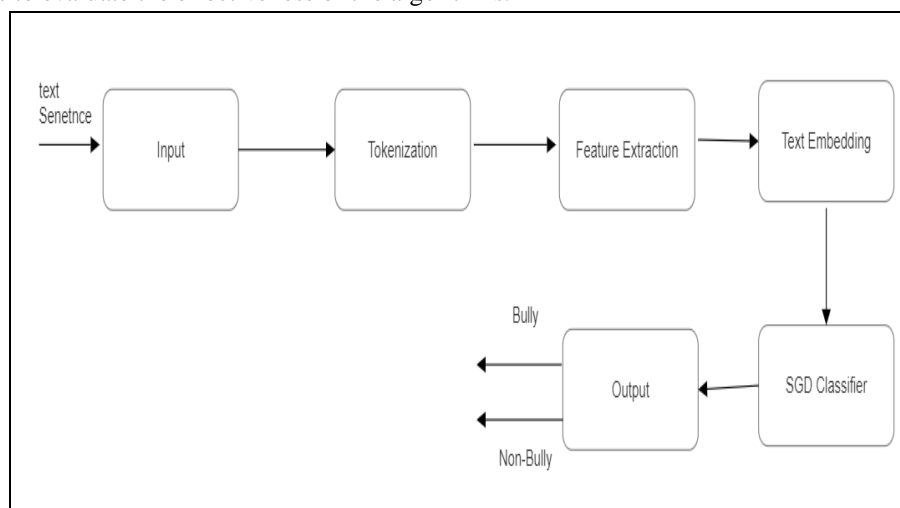 text
Senetnce
Input
Tokenization
Feature Extraction
Text Embedding
Bully
Output
SGD Classifier
Non-Bully